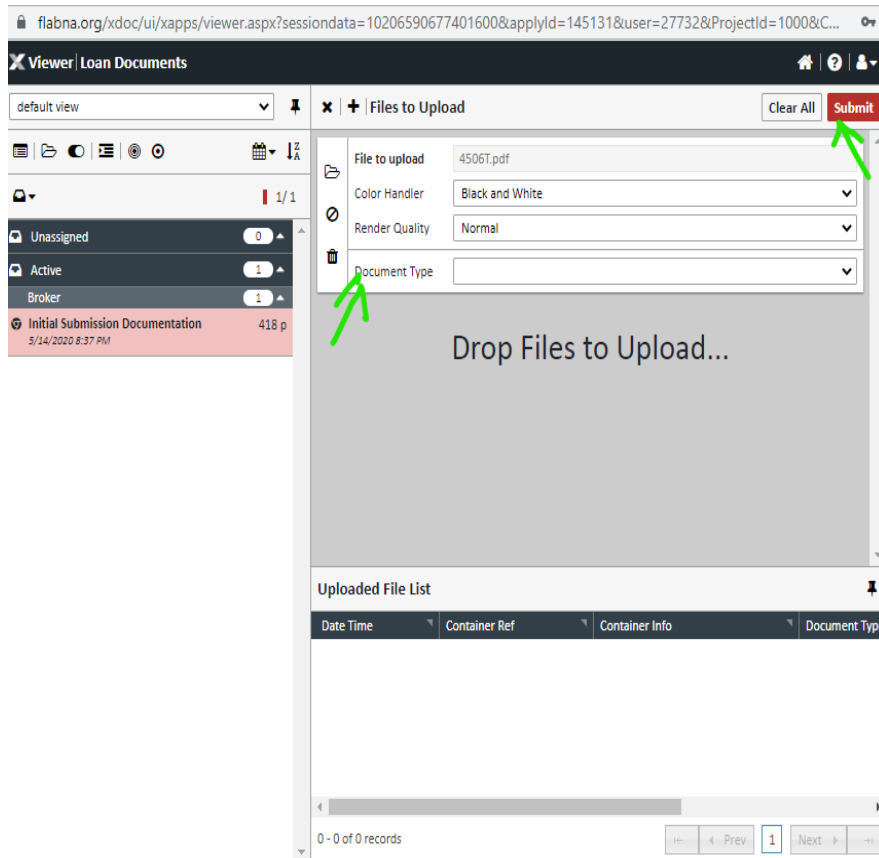 flabna.org/xdoc/ui/xapps/viewer.aspx?sessiondata=10206590677401600&applyId=145131&user=27732&ProjectId=1000&C...
X Viewer | Loan Documents
default view
Files to Upload
Clear All
Submit
File to upload
4506T.pdf
Color Handler
Black and White
Render Quality
Normal
Document Type
1/1
Unassigned
0
Active
1
Broker
1
Initial Submission Documentation
418 p
5/14/2020 8:37 PM
Drop Files to Upload...
Uploaded File List
Date Time
Container Ref
Container Info
Document Typ
0 - 0 of 0 records
Prev
1
Next